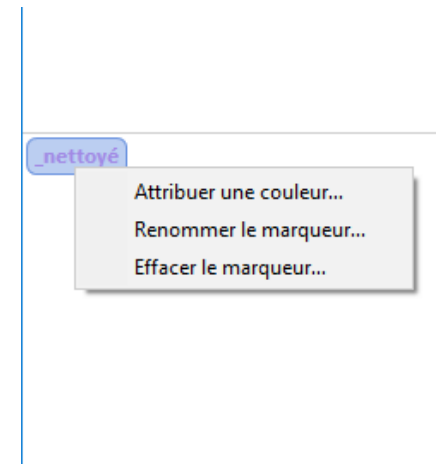 _nettoyé
Attribuer une couleur...
Renommer le marqueur...
Effacer le marqueur...